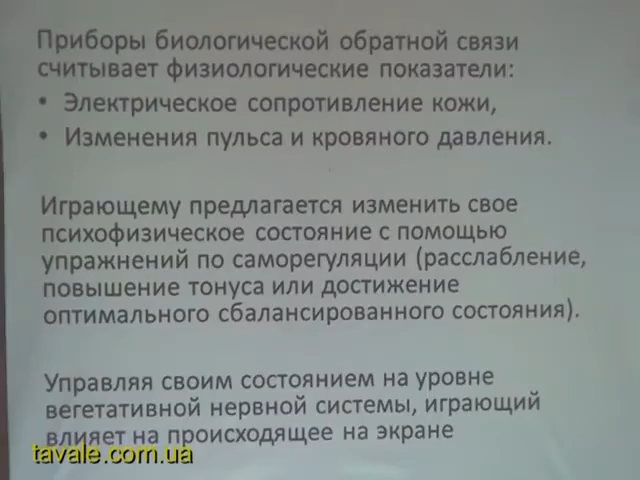 Приборы биологической обратной связи
считывает физиологические показатели:
• Электрическое сопротивление кожи,
• Изменения пульса и кровяного давления.
Играющему предлагается изменить свое
психофизическое состояние с помощью
упражнений по саморегуляции (расслабление,
повышение тонуса или достижение
оптимального сбалансированного состояния).
Управляя своим состоянием на уровне
вегетативной нервной системы, играющий
влияет на происходящее на экране
tavale.com.ua